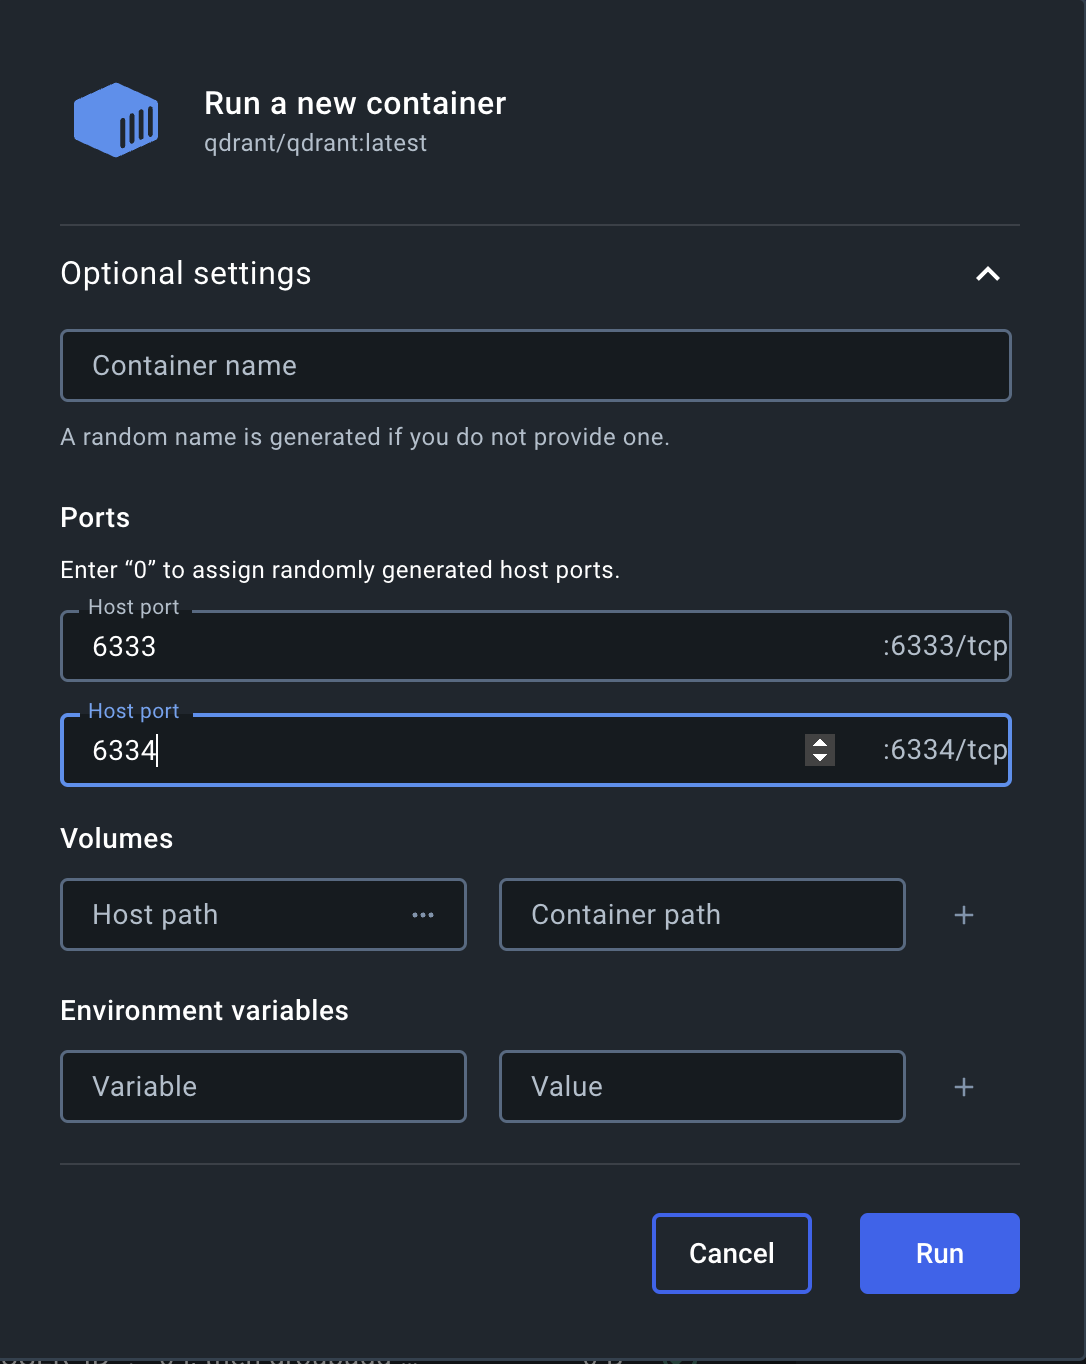 Run a new container
qdrant/qdrant:latest
Optional settings
Container name
A random name is generated if you do not provide one.
Ports
Enter “0” to assign randomly generated host ports.
Host port
6333 :6333/tcp
Host port
6334 :6334/tcp
Volumes
Host path ··· Container path +
Environment variables
Variable Value +
Cancel Run